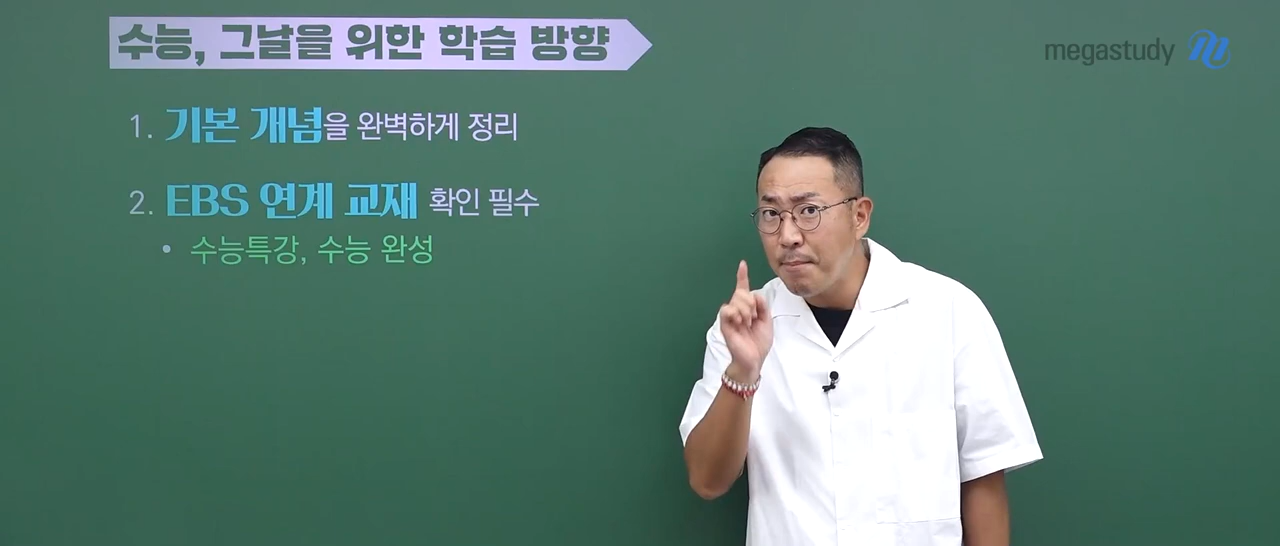 수능, 그날을 위한 학습 방향
megastudy
1. 기본 개념을 완벽하게 정리
2. EBS 연계 교재 확인 필수
• 수능특강, 수능 완성